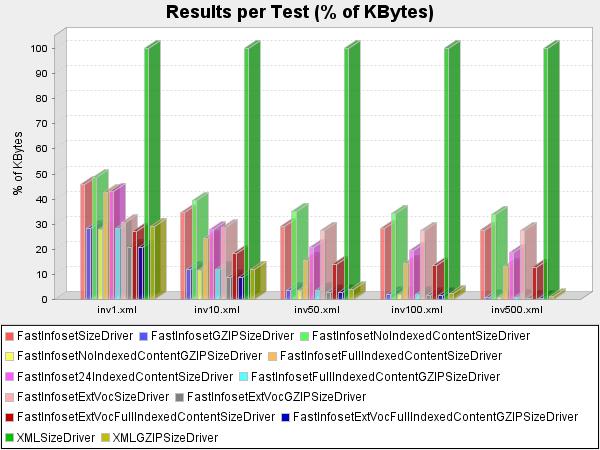 Results per Test (% of KBytes)
% of KBytes
100
90
80
70
60
50
40
30
20
10
0
inv1.xml inv10.xml inv50.xml inv100.xml inv500.xml
FastInfosetSizeDriver FastInfosetGZIPSizeDriver FastInfosetNoIndexedContentSizeDriver
FastInfosetNoIndexedContentGZIPSizeDriver FastInfosetFullIndexedContentSizeDriver
FastInfoset24IndexedContentSizeDriver FastInfosetFullIndexedContentGZIPSizeDriver
FastInfosetExtVocSizeDriver FastInfosetExtVocGZIPSizeDriver
FastInfosetExtVocFullIndexedContentSizeDriver FastInfosetExtVocFullIndexedContentGZIPSizeDriver
XMLSizeDriver XMLGZIPSizeDriver